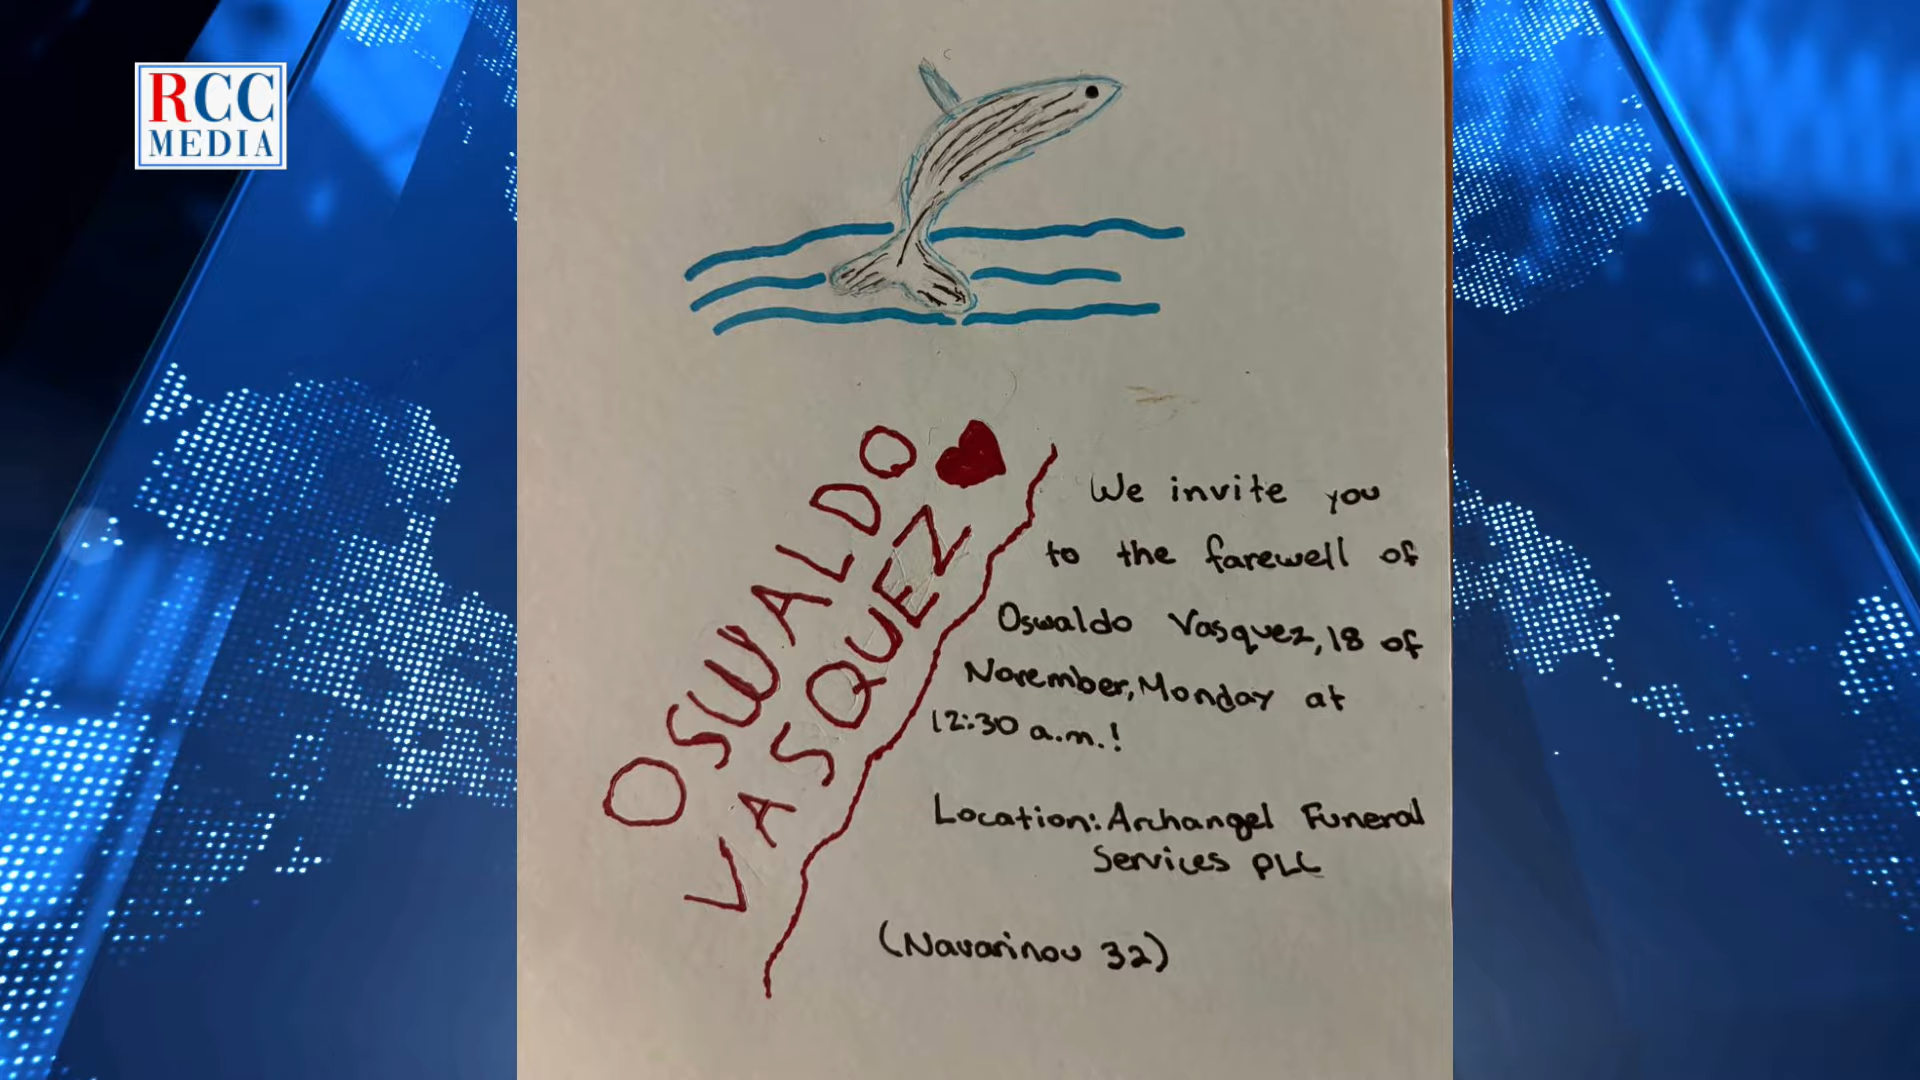 RCC
MEDIA
OSWALDO
VASQUEZ
We invite you
to the farewell of
Oswaldo Vasquez, 18 of
November, Monday at
12:30 a.m.!
Location: Archangel Funeral
Services PLC
(Navarinou 32)